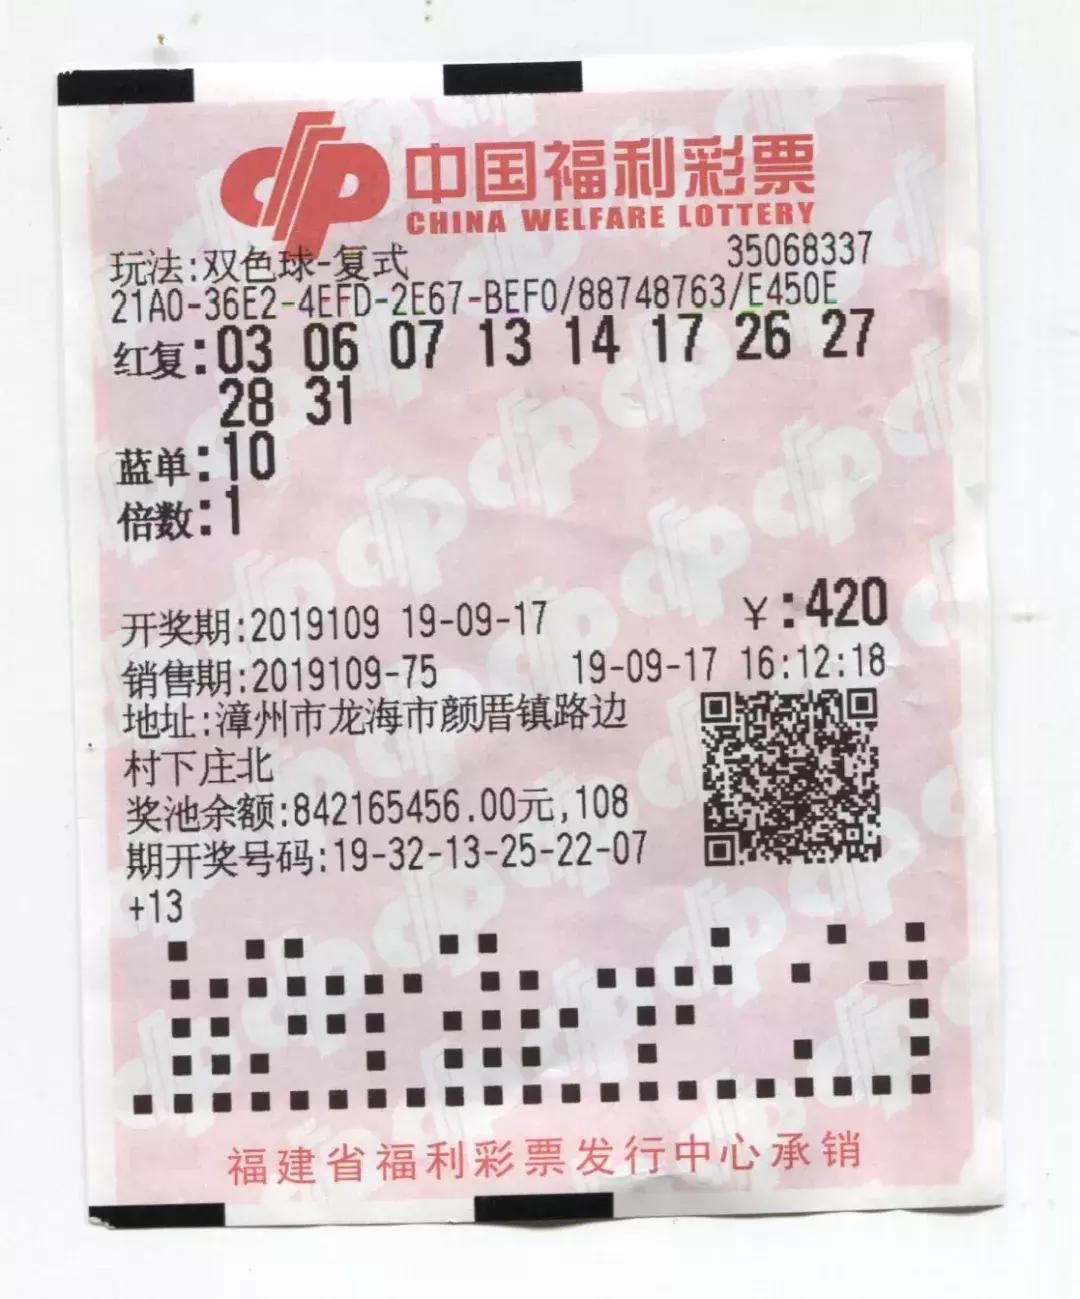 中国福利彩票
CHINA WELFARE LOTTERY
玩法:双色球-复式 35068337
21A0-36E2-4EFD-2E67-BEF0/88748763/E450E
红复:03 06 07 13 14 17 26 27
28 31
蓝单:10
倍数:1
开奖期:2019109 19-09-17 ¥:420
销售期:2019109-75 19-09-17 16:12:18
地址:漳州市龙海市颜厝镇路边
村下庄北
奖池余额:842165456.00元,108
期开奖号码:19-32-13-25-22-07
+13
福建省福利彩票发行中心承销